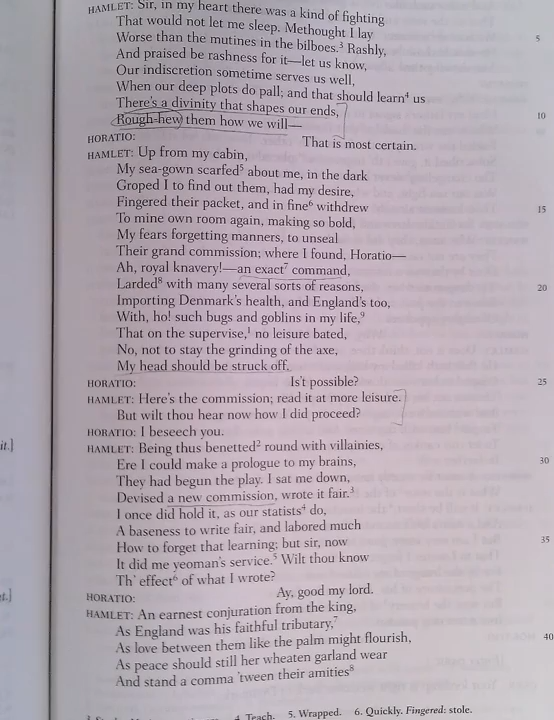 HAMLET: Sir, in my heart there was a kind of fighting
That would not let me sleep. Methought I lay
Worse than the mutines in the bilboes.³ Rashly, 5
And praised be rashness for it—let us know,
Our indiscretion sometime serves us well,
When our deep plots do pall; and that should learn⁴ us
There's a divinity that shapes our ends, 10
Rough-hew them how we will—
HORATIO: That is most certain.
HAMLET: Up from my cabin,
My sea-gown scarfed⁵ about me, in the dark
Groped I to find out them, had my desire,
Fingered their packet, and in fine⁶ withdrew 15
To mine own room again, making so bold,
My fears forgetting manners, to unseal
Their grand commission; where I found, Horatio—
Ah, royal knavery!—an exact⁷ command,
Larded⁸ with many several sorts of reasons, 20
Importing Denmark's health, and England's too,
With, ho! such bugs and goblins in my life,⁹
That on the supervise,¹ no leisure bated,
No, not to stay the grinding of the axe,
My head should be struck off.
HORATIO: Is't possible? 25
HAMLET: Here's the commission; read it at more leisure.
But wilt thou hear now how I did proceed?
HORATIO: I beseech you.
HAMLET: Being thus benetted² round with villainies,
Ere I could make a prologue to my brains, 30
They had begun the play. I sat me down,
Devised a new commission, wrote it fair.³
I once did hold it, as our statists⁴ do,
A baseness to write fair, and labored much
How to forget that learning; but sir, now 35
It did me yeoman's service.⁵ Wilt thou know
Th' effect⁶ of what I wrote?
HORATIO: Ay, good my lord.
HAMLET: An earnest conjuration from the king,
As England was his faithful tributary,⁷
As love between them like the palm might flourish, 40
As peace should still her wheaten garland wear
And stand a comma 'tween their amities⁸
4. Teach. 5. Wrapped. 6. Quickly. Fingered: stole.
it.]
t.]